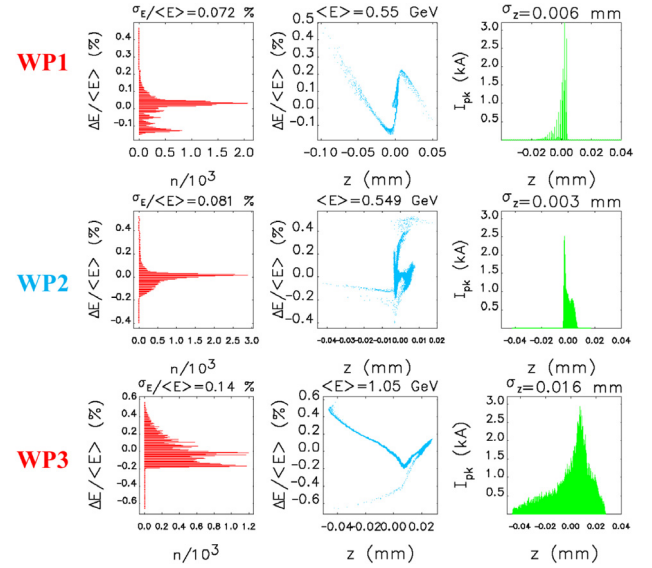 σE/<E>=0.072 %
<E>=0.55 GeV
σz=0.006 mm
WP1
ΔE/<E> (%)
0.4
0.3
0.2
0.1
0.0
-0.1
0.0 0.5 1.0 1.5 2.0
n/10³
ΔE/<E> (%)
0.5
0.4
0.3
0.2
0.1
0.0
-0.1
-0.10 -0.05 0.00 0.05
z (mm)
Ipk (kA)
3.0
2.5
2.0
1.5
1.0
0.5
-0.02 0.00 0.02 0.04
z (mm)
σE/<E>=0.081 %
<E>=0.549 GeV
σz=0.003 mm
WP2
ΔE/<E> (%)
0.4
0.2
0.0
-0.2
-0.4
0.0 0.5 1.0 1.5 2.0 2.5 3.0
n/10³
ΔE/<E> (%)
0.4
0.2
0.0
-0.2
-0.4
-0.04 -0.03 -0.02 -0.01 0.00 0.01 0.02
z (mm)
Ipk (kA)
3.0
2.5
2.0
1.5
1.0
0.5
-0.04 -0.02 0.00 0.02 0.04
z (mm)
σE/<E>=0.14 %
<E>=1.05 GeV
σz=0.016 mm
WP3
ΔE/<E> (%)
0.6
0.4
0.2
0.0
-0.2
-0.4
-0.6
0.0 0.2 0.4 0.6 0.8 1.0 1.2
n/10³
ΔE/<E> (%)
0.6
0.4
0.2
0.0
-0.2
-0.4
-0.6
-0.04 -0.02 0.00 0.02
z (mm)
Ipk (kA)
3.0
2.5
2.0
1.5
1.0
0.5
-0.04 -0.02 0.00 0.02 0.04
z (mm)